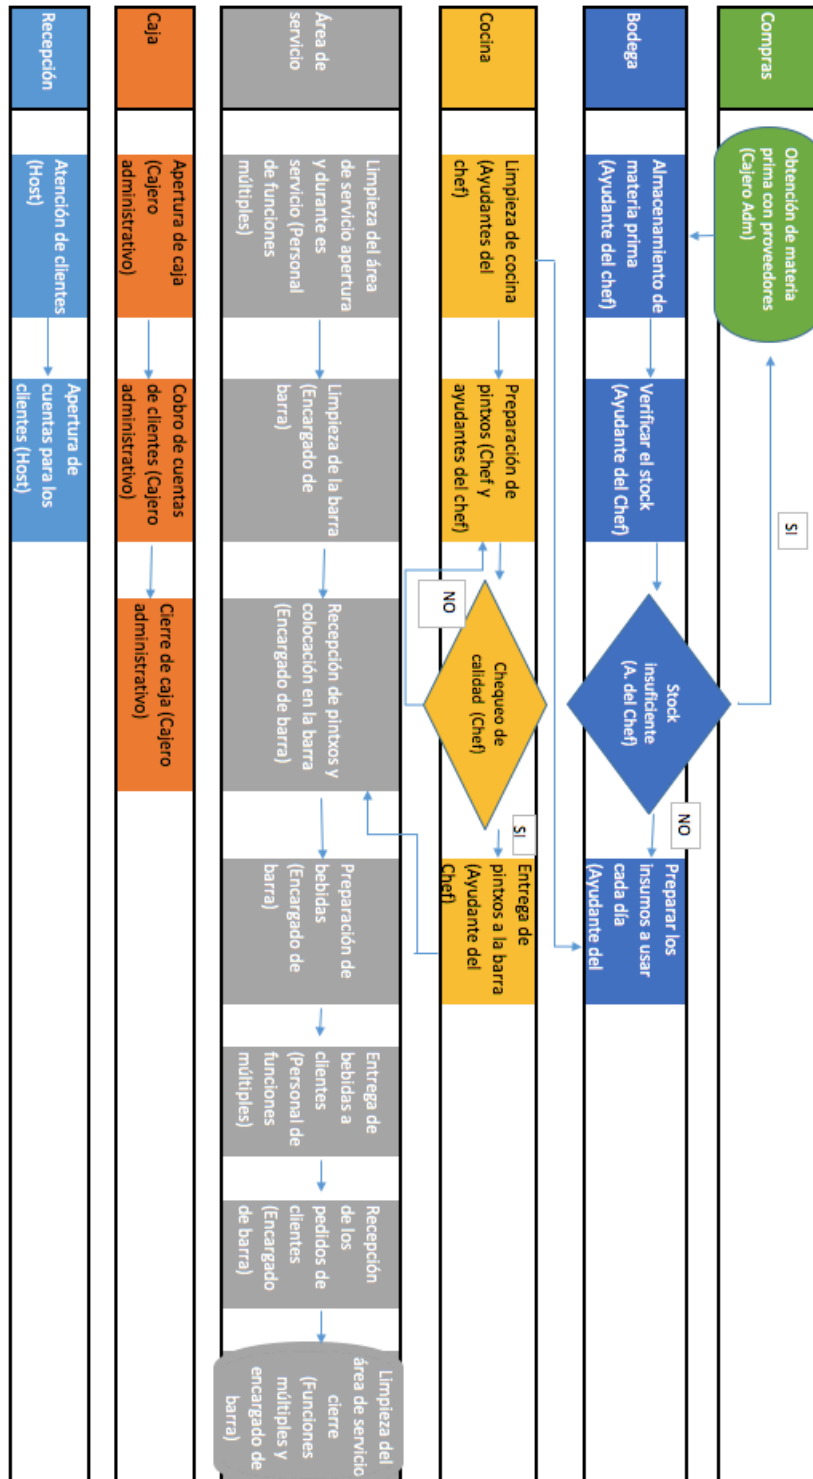 Compras
Obtención de materia
prima con proveedores
(Cajero Adm)
SI
Bodega
Almacenamiento de
materia prima
(Ayudante del chef)
Verificar el stock
(Ayudante del Chef)
Stock
insuficiente
(A. del Chef)
NO
Preparar los
insumos a usar
cada día
(Ayudante del
Cocina
Limpieza de cocina
(Ayudantes del
chef)
Preparación de
pintxos (Chef y
ayudantes del chef)
NO
Chequeo de
calidad (Chef)
SI
Entrega de
pintxos a la barra
(Ayudante del
Chef)
Área de
servicio
Limpieza del área
de servicio apertura
y durante es
servicio (Personal
de funciones
múltiples)
Limpieza de la barra
(Encargado de
barra)
Recepción de pintxos y
colocación en la barra
(Encargado de barra)
Preparación de
bebidas
(Encargado de
barra)
Entrega de
bebidas a
clientes
(Personal de
funciones
múltiples)
Recepción
de los
pedidos de
clientes
(Encargado
de barra)
Limpieza del
área de servicio
cierre
(Funciones
múltiples y
encargado de
barra)
Caja
Apertura de caja
(Cajero
administrativo)
Cobro de cuentas
de clientes (Cajero
administrativo)
Cierre de caja (Cajero
administrativo)
Recepción
Atención de clientes
(Host)
Apertura de
cuentas para los
clientes (Host)